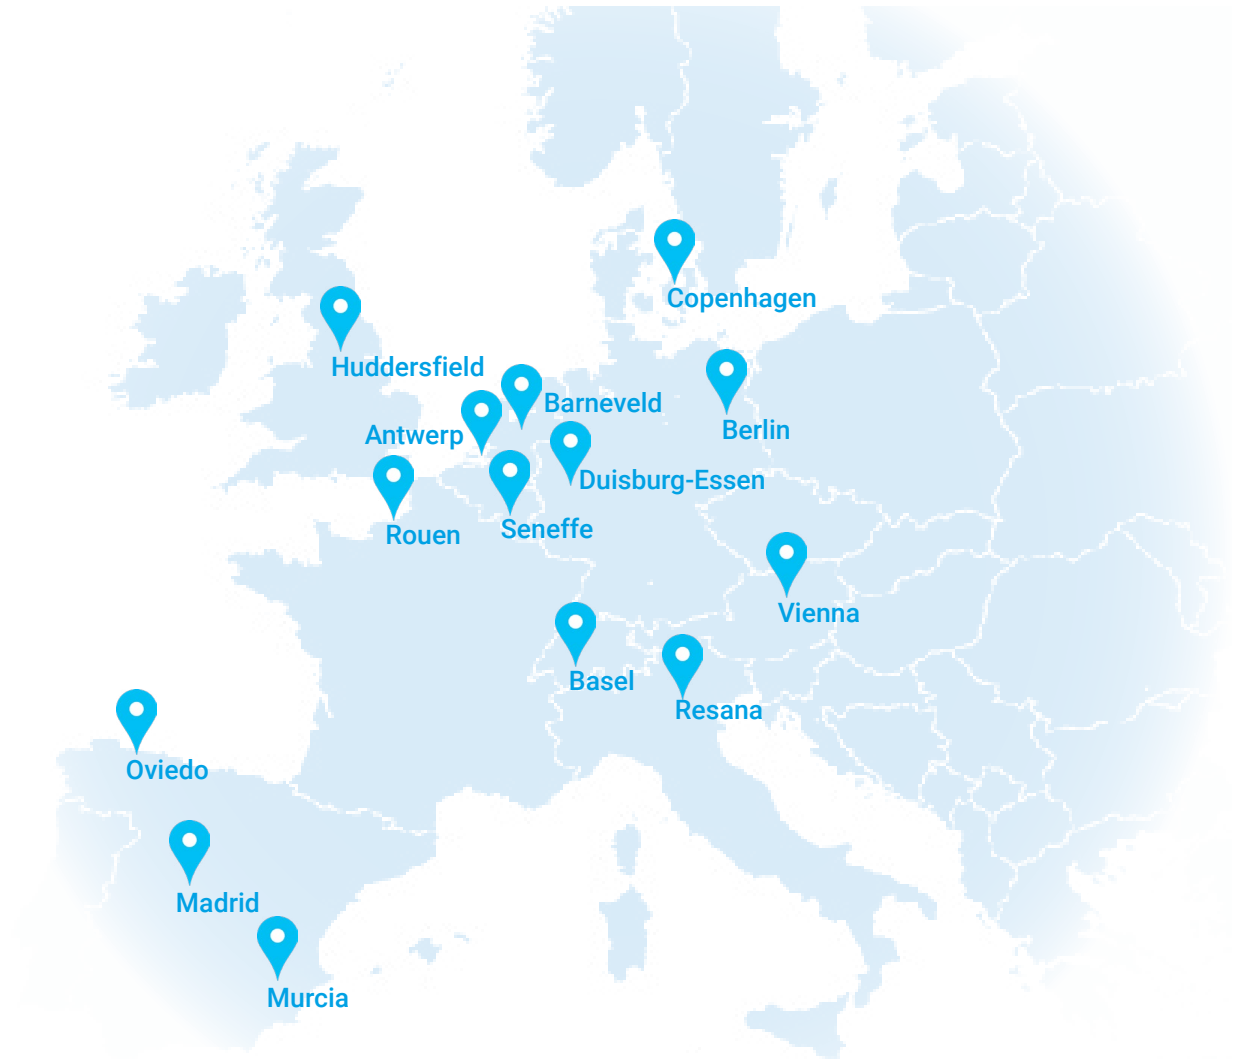 Copenhagen
Huddersfield
Barneveld
Antwerp
Berlin
Duisburg-Essen
Seneffe
Rouen
Vienna
Basel
Resana
Oviedo
Madrid
Murcia